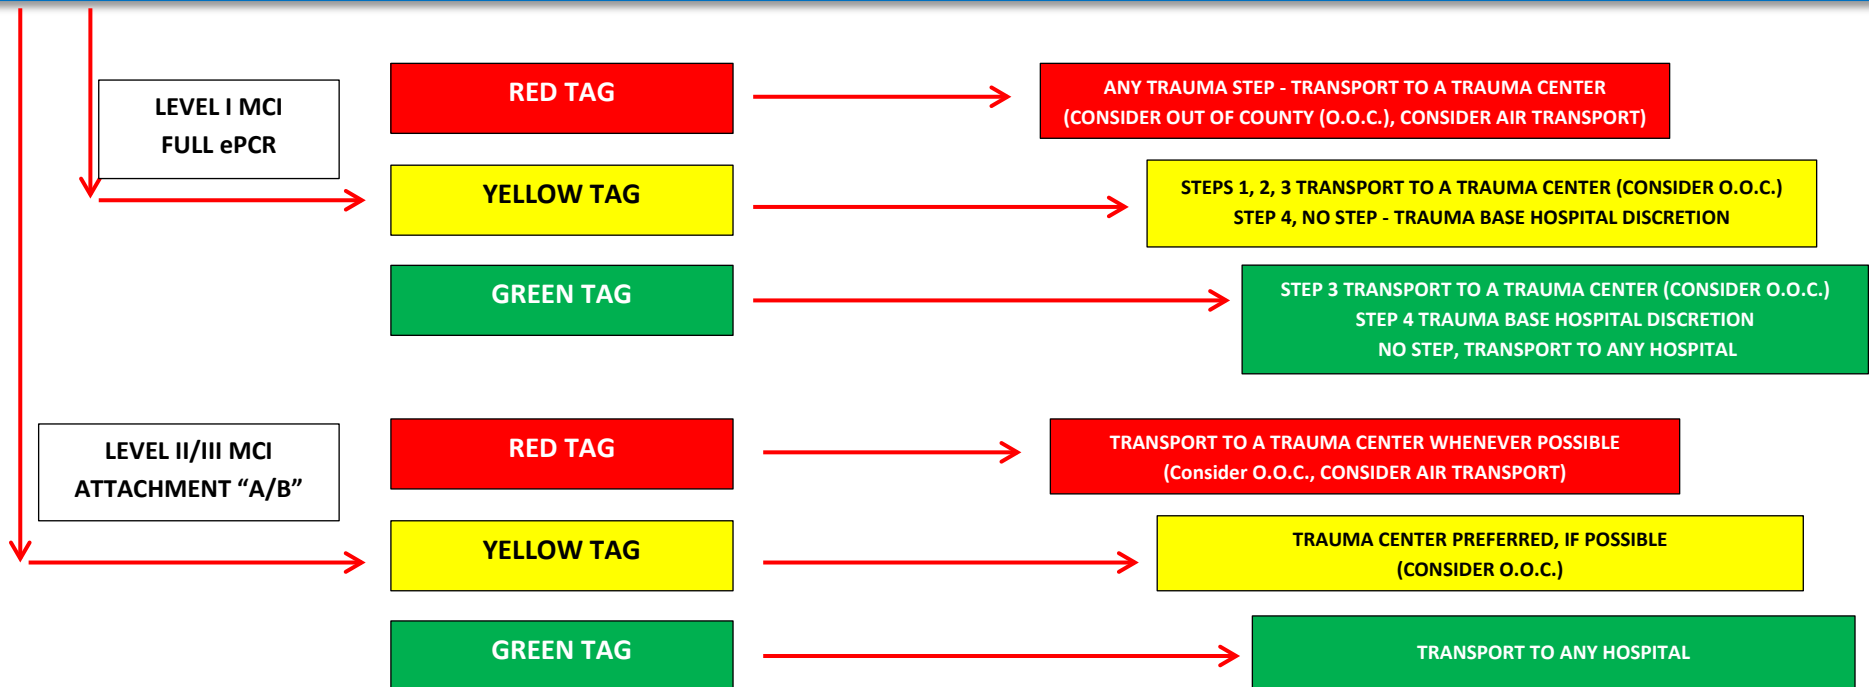 LEVEL I MCI
FULL ePCR
RED TAG
ANY TRAUMA STEP - TRANSPORT TO A TRAUMA CENTER
(CONSIDER OUT OF COUNTY (O.O.C.), CONSIDER AIR TRANSPORT)
YELLOW TAG
STEPS 1, 2, 3 TRANSPORT TO A TRAUMA CENTER (CONSIDER O.O.C.)
STEP 4, NO STEP - TRAUMA BASE HOSPITAL DISCRETION
GREEN TAG
STEP 3 TRANSPORT TO A TRAUMA CENTER (CONSIDER O.O.C.)
STEP 4 TRAUMA BASE HOSPITAL DISCRETION
NO STEP, TRANSPORT TO ANY HOSPITAL
LEVEL II/III MCI
ATTACHMENT “A/B”
RED TAG
TRANSPORT TO A TRAUMA CENTER WHENEVER POSSIBLE
(Consider O.O.C., CONSIDER AIR TRANSPORT)
YELLOW TAG
TRAUMA CENTER PREFERRED, IF POSSIBLE
(CONSIDER O.O.C.)
GREEN TAG
TRANSPORT TO ANY HOSPITAL